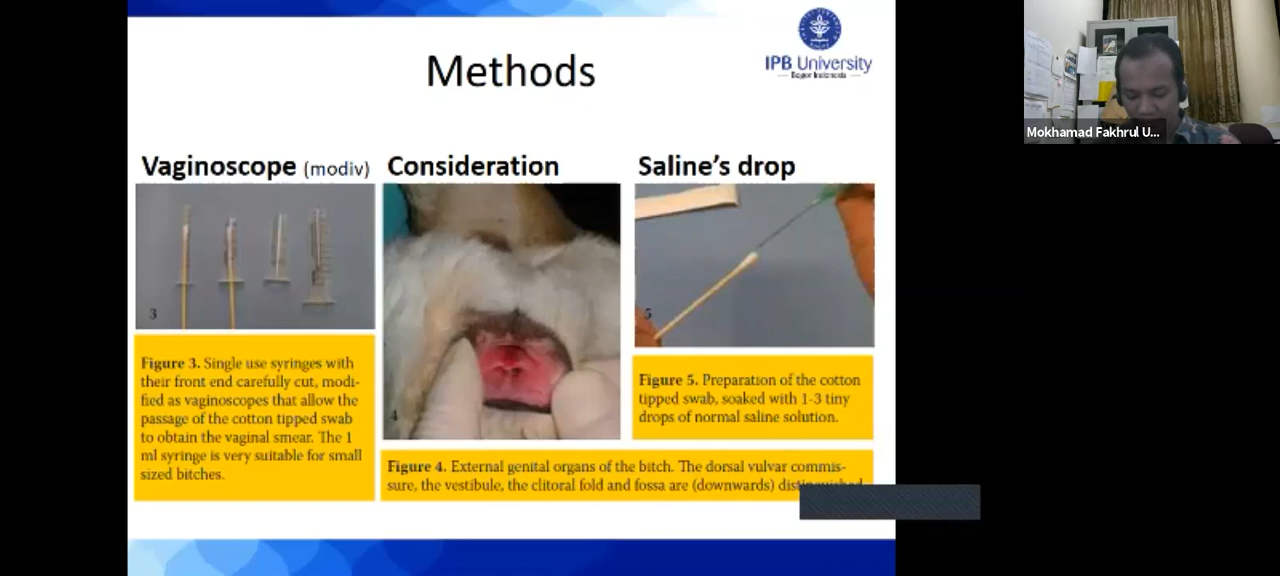 Methods
IPB University
Bogor Indonesia
Vaginoscope (modiv)
Consideration
Saline's drop
3
4
5
Figure 3. Single use syringes with
their front end carefully cut, modi-
fied as vaginoscopes that allow the
passage of the cotton tipped swab
to obtain the vaginal smear. The 1
ml syringe is very suitable for small
sized bitches.
Figure 5. Preparation of the cotton
tipped swab, soaked with 1-3 tiny
drops of normal saline solution.
Figure 4. External genital organs of the bitch. The dorsal vulvar commis-
sure, the vestibule, the clitoral fold and fossa are (downwards) distinguished
Mokhamad Fakhrul U...